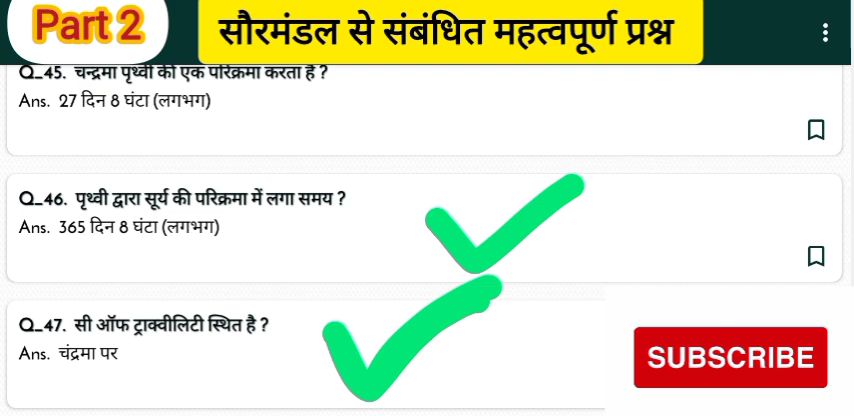 Part 2
सौरमंडल से संबंधित महत्वपूर्ण प्रश्न
Q_45. चन्द्रमा पृथ्वी की एक परिक्रमा करता है ?
Ans. 27 दिन 8 घंटा (लगभग)
Q_46. पृथ्वी द्वारा सूर्य की परिक्रमा में लगा समय ?
Ans. 365 दिन 8 घंटा (लगभग)
Q_47. सी ऑफ ट्राक्वीलिटी स्थित है ?
Ans. चंद्रमा पर
SUBSCRIBE